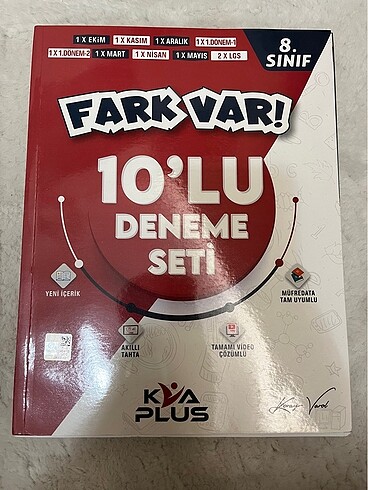 1 X EKİM 1 X KASIM 1 X ARALIK 1 X 1.DÖNEM-1
1 X 1.DÖNEM-2 1 X MART 1 X NİSAN 1 X MAYIS 2 X LGS
8.
SINIF
FARK VAR!
10'LU
DENEME
SETİ
YENİ İÇERİK
AKILLI
TAHTA
TAMAMI VİDEO
ÇÖZÜMLÜ
MÜFREDATA
TAM UYUMLU
KVA
PLUS